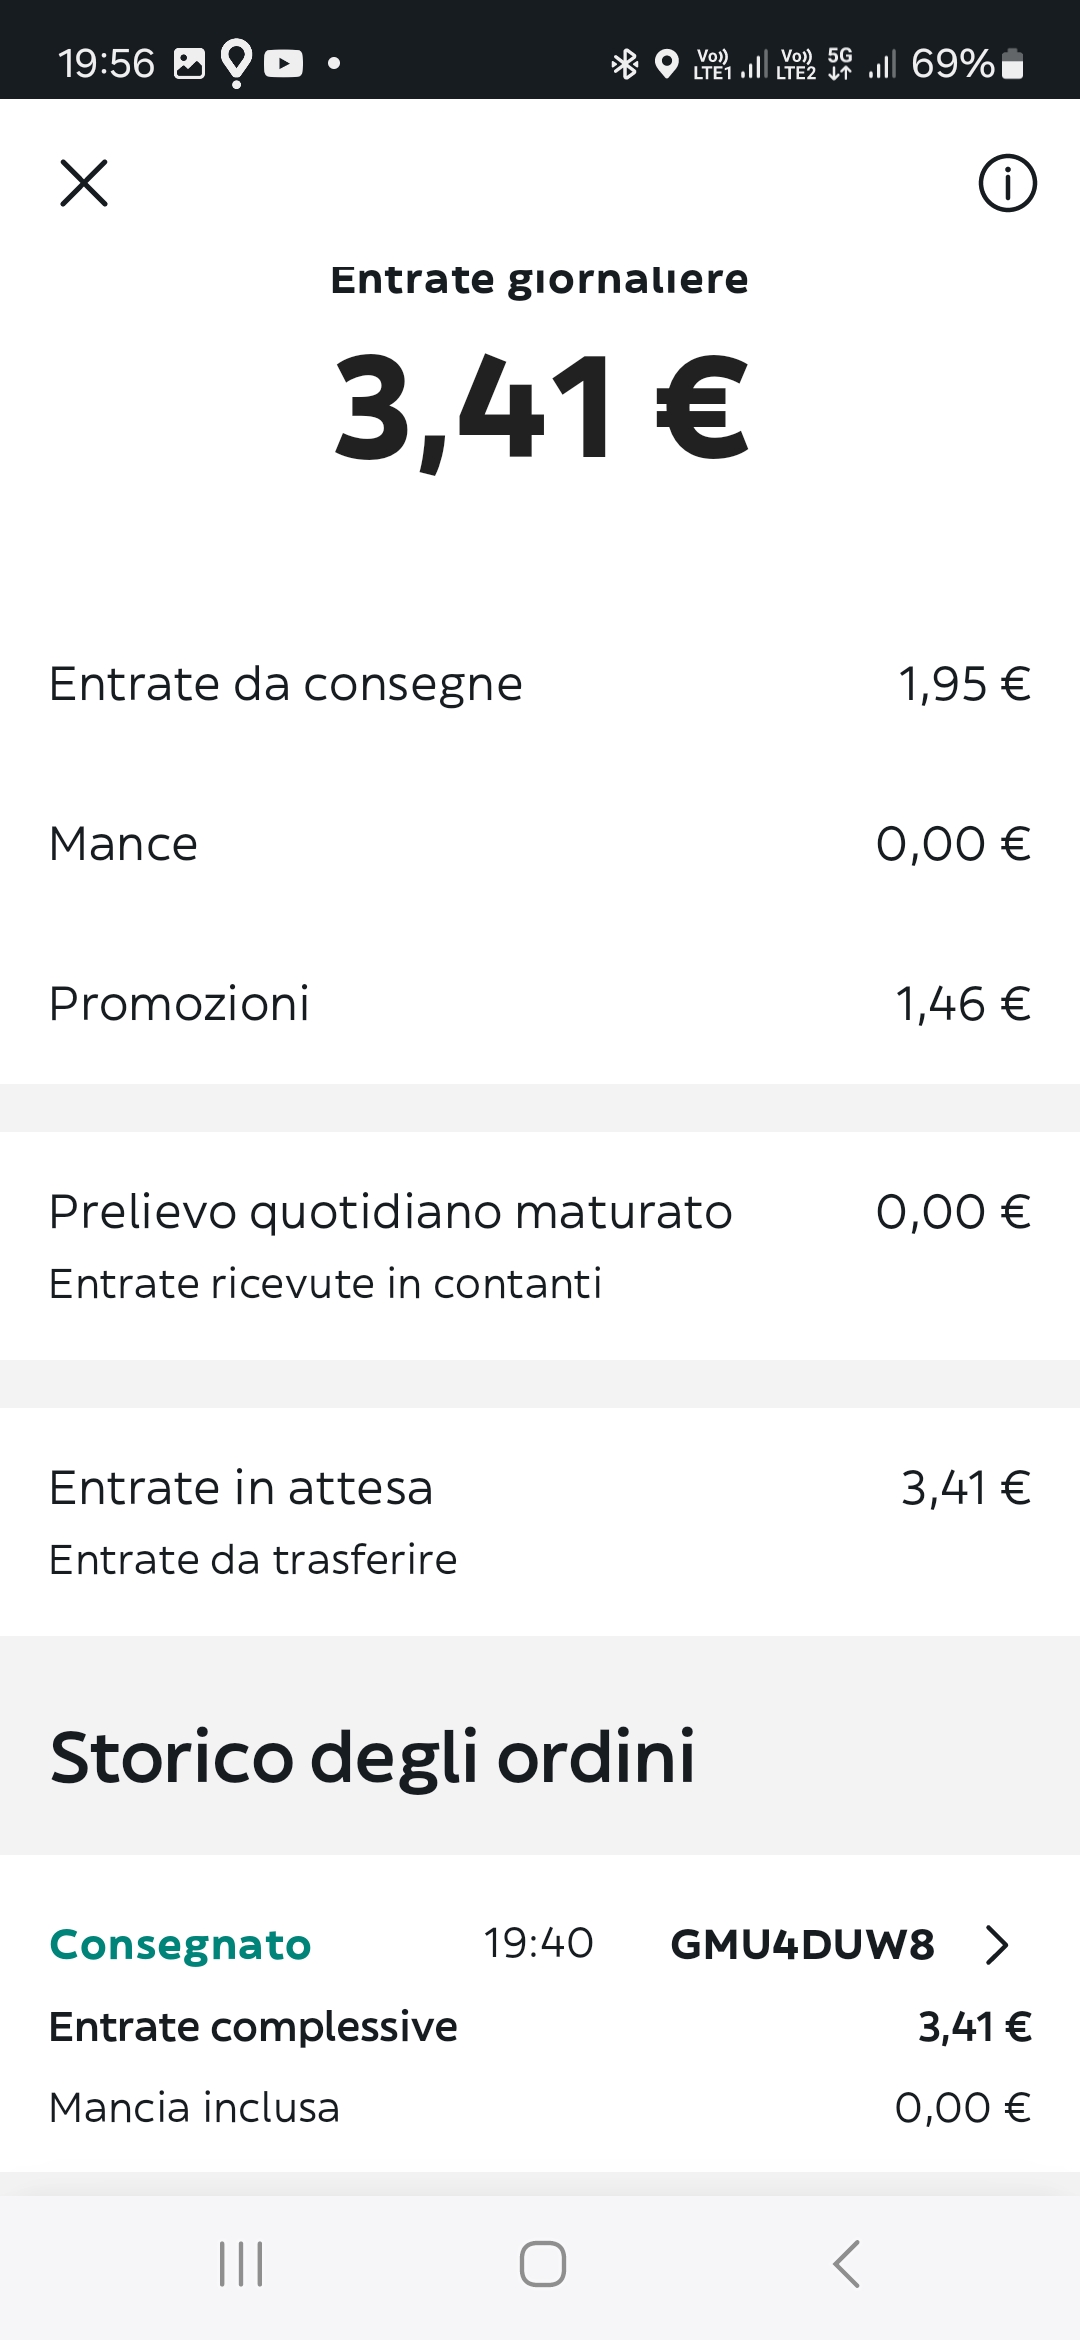 19:56 Vo)) LTE1 Vo)) LTE2 5G 69%
Entrate giornaliere
3,41 €
Entrate da consegne 1,95 €
Mance 0,00 €
Promozioni 1,46 €
Prelievo quotidiano maturato 0,00 €
Entrate ricevute in contanti
Entrate in attesa 3,41 €
Entrate da trasferire
Storico degli ordini
Consegnato 19:40 GMU4DUW8
Entrate complessive 3,41 €
Mancia inclusa 0,00 €